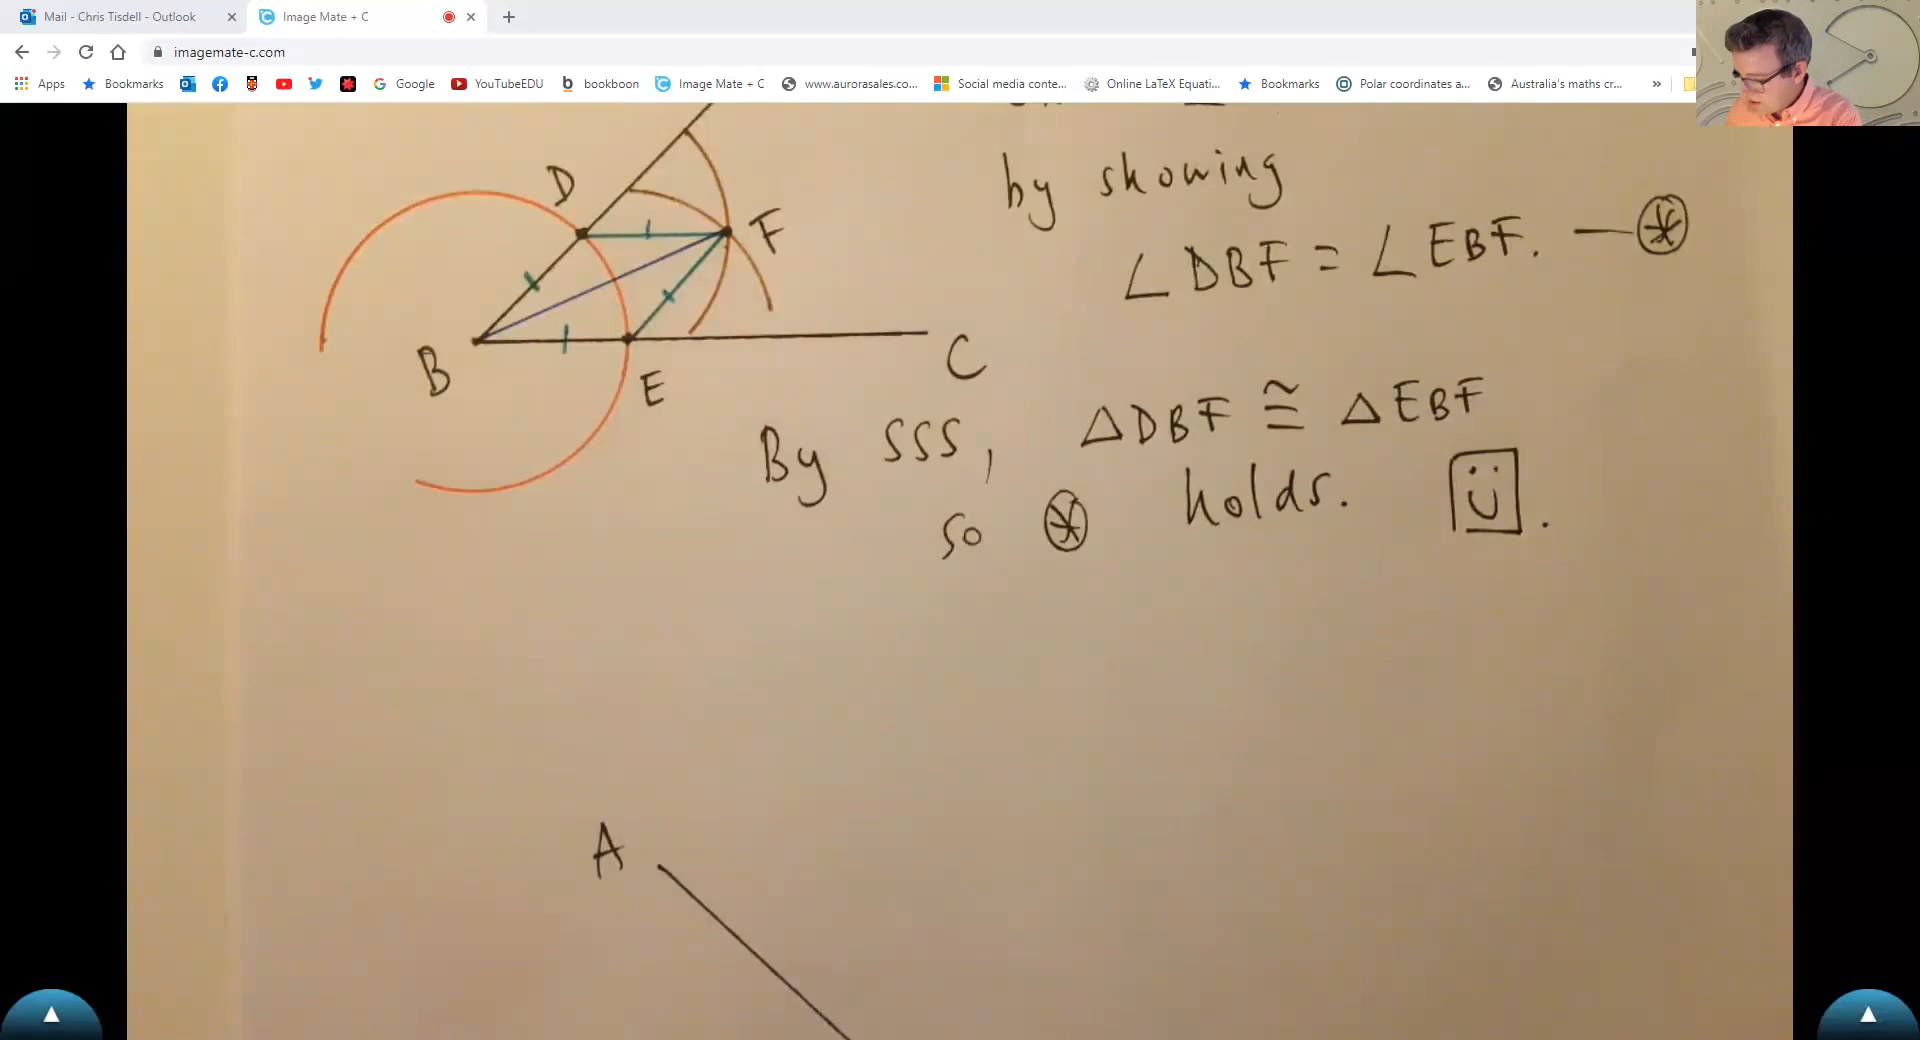 Mail - Chris Tisdell - Outlook
Image Mate + C
imagemate-c.com
Apps Bookmarks Google YouTubeEDU bookboon Image Mate + C www.aurorasales.co... Social media conte... Online LaTeX Equati... Bookmarks Polar coordinates a... Australia's maths cr... »
by showing
D
F
∠DBF = ∠EBF. — ⊛
B
E
C
By SSS, △DBF ≅ △EBF
so ⊛ holds.
A